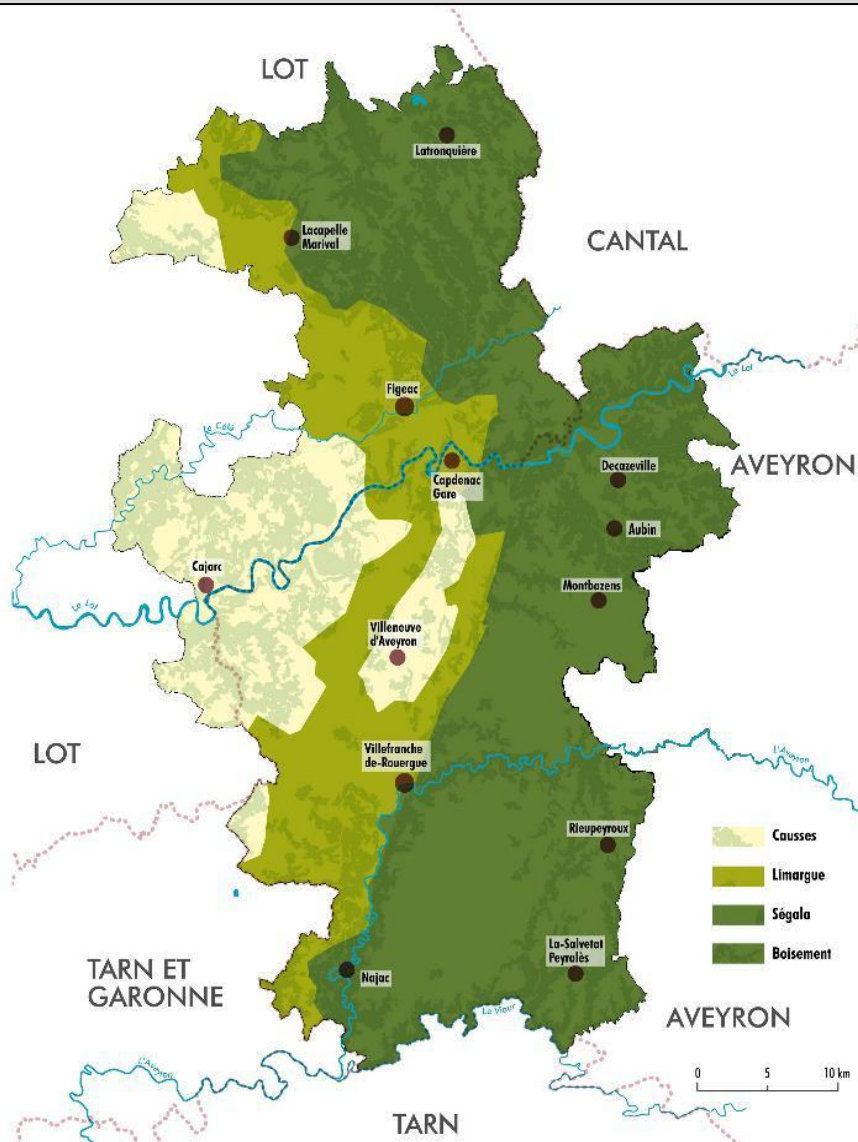 LOT
Latronquière
Lacapelle
Marival
CANTAL
Figeac
Le Célé
Le Lot
Capdenac
Gare
Decazeville
AVEYRON
Aubin
Cajarc
Le Lot
Montbazens
Villeneuve
d'Aveyron
LOT
Villefranche
de-Rouergue
L'Aveyron
Rieupeyroux
Causses
Limargue
Ségala
Boisement
La-Salvetat
Peyralès
Najac
TARN ET
GARONNE
Le Viaur
AVEYRON
L'Aveyron
0 5 10 km
TARN